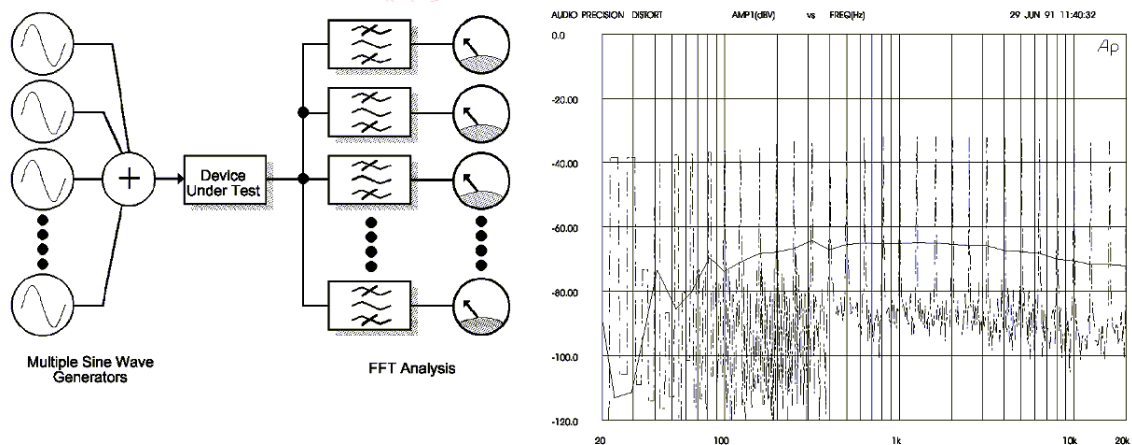 +
Device
Under Test
Multiple Sine Wave
Generators
FFT Analysis
AUDIO PRECISION DISTORT AMP1(dBV) vs FREQ(Hz) 29 JUN 91 11:40:32
Ap
0.0
-20.00
-40.00
-60.00
-80.00
-100.0
-120.0
20 100 1k 10k 20k